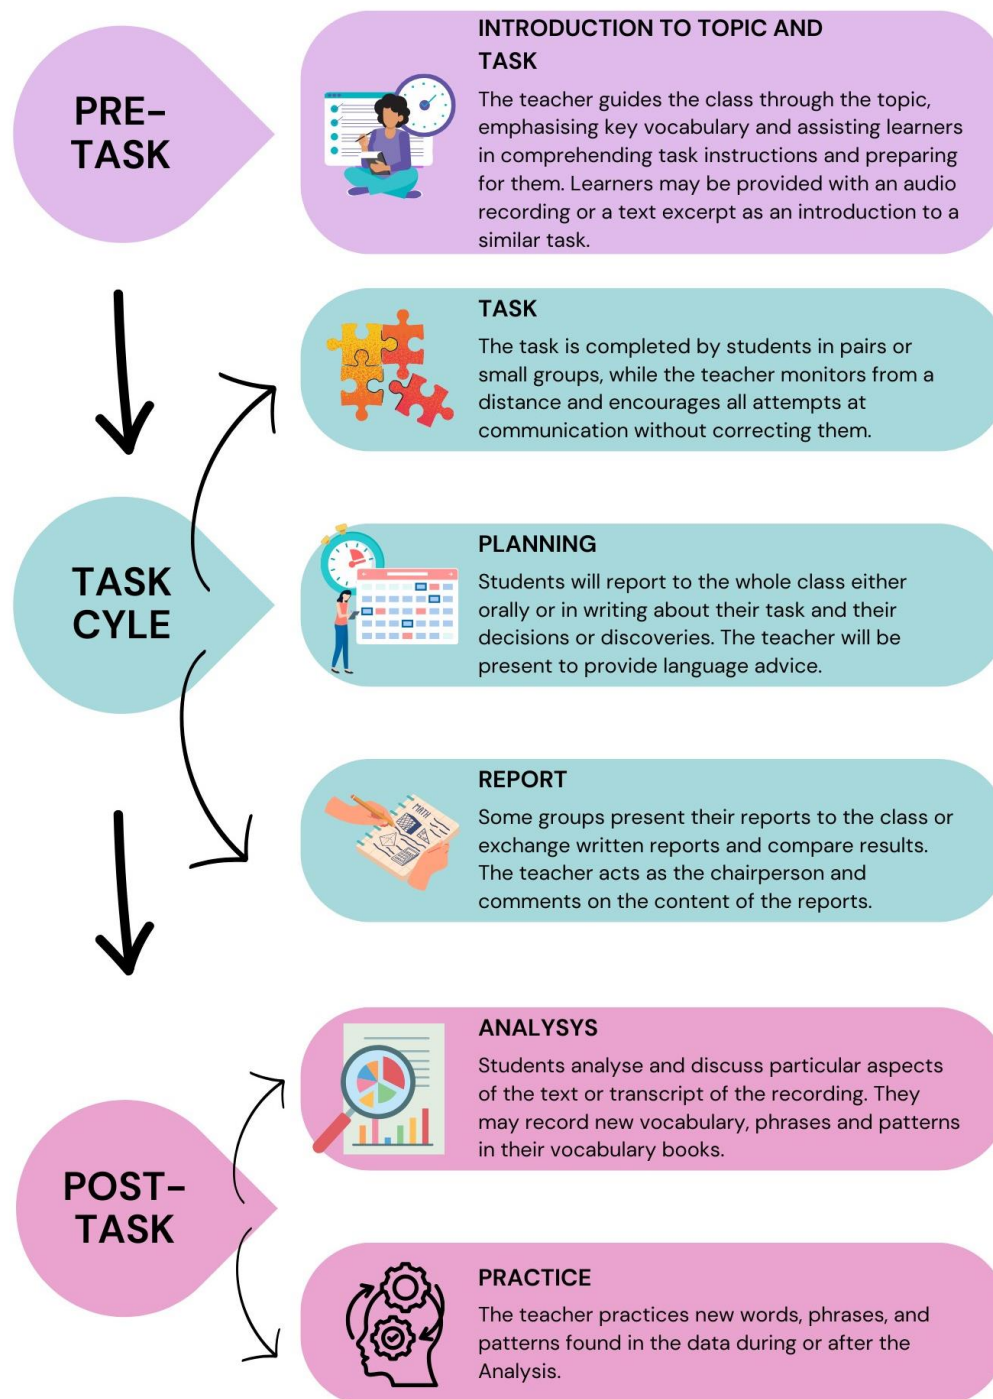 PRE-
TASK
INTRODUCTION TO TOPIC AND
TASK
The teacher guides the class through the topic,
emphasising key vocabulary and assisting learners
in comprehending task instructions and preparing
for them. Learners may be provided with an audio
recording or a text excerpt as an introduction to a
similar task.
TASK
CYLE
TASK
The task is completed by students in pairs or
small groups, while the teacher monitors from a
distance and encourages all attempts at
communication without correcting them.
PLANNING
Students will report to the whole class either
orally or in writing about their task and their
decisions or discoveries. The teacher will be
present to provide language advice.
REPORT
MATH
Some groups present their reports to the class or
exchange written reports and compare results.
The teacher acts as the chairperson and
comments on the content of the reports.
POST-
TASK
ANALYSYS
Students analyse and discuss particular aspects
of the text or transcript of the recording. They
may record new vocabulary, phrases and patterns
in their vocabulary books.
PRACTICE
The teacher practices new words, phrases, and
patterns found in the data during or after the
Analysis.